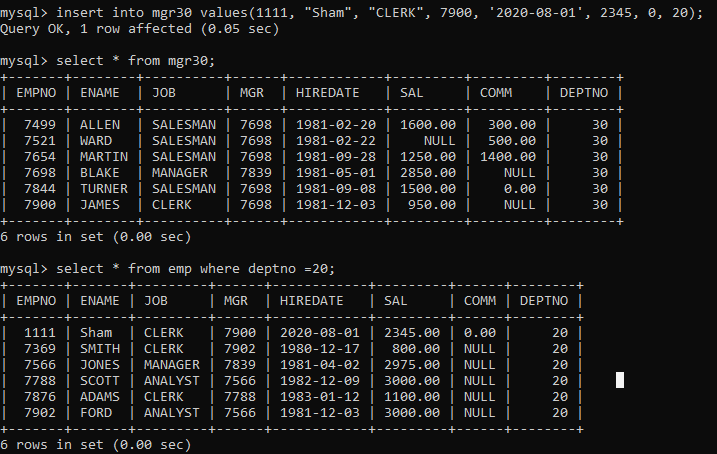 mysql> insert into mgr30 values(1111, "Sham", "CLERK", 7900, '2020-08-01', 2345, 0, 20);
Query OK, 1 row affected (0.05 sec)

mysql> select * from mgr30;
+-------+--------+----------+------+------------+---------+---------+--------+
| EMPNO | ENAME  | JOB      | MGR  | HIREDATE   | SAL     | COMM    | DEPTNO |
+-------+--------+----------+------+------------+---------+---------+--------+
|  7499 | ALLEN  | SALESMAN | 7698 | 1981-02-20 | 1600.00 |  300.00 |     30 |
|  7521 | WARD   | SALESMAN | 7698 | 1981-02-22 |    NULL |  500.00 |     30 |
|  7654 | MARTIN | SALESMAN | 7698 | 1981-09-28 | 1250.00 | 1400.00 |     30 |
|  7698 | BLAKE  | MANAGER  | 7839 | 1981-05-01 | 2850.00 |    NULL |     30 |
|  7844 | TURNER | SALESMAN | 7698 | 1981-09-08 | 1500.00 |    0.00 |     30 |
|  7900 | JAMES  | CLERK    | 7698 | 1981-12-03 |  950.00 |    NULL |     30 |
+-------+--------+----------+------+------------+---------+---------+--------+
6 rows in set (0.00 sec)

mysql> select * from emp where deptno =20;
+-------+-------+---------+------+------------+---------+------+--------+
| EMPNO | ENAME | JOB     | MGR  | HIREDATE   | SAL     | COMM | DEPTNO |
+-------+-------+---------+------+------------+---------+------+--------+
|  1111 | Sham  | CLERK   | 7900 | 2020-08-01 | 2345.00 | 0.00 |     20 |
|  7369 | SMITH | CLERK   | 7902 | 1980-12-17 |  800.00 | NULL |     20 |
|  7566 | JONES | MANAGER | 7839 | 1981-04-02 | 2975.00 | NULL |     20 |
|  7788 | SCOTT | ANALYST | 7566 | 1982-12-09 | 3000.00 | NULL |     20 |
|  7876 | ADAMS | CLERK   | 7788 | 1983-01-12 | 1100.00 | NULL |     20 |
|  7902 | FORD  | ANALYST | 7566 | 1981-12-03 | 3000.00 | NULL |     20 |
+-------+-------+---------+------+------------+---------+------+--------+
6 rows in set (0.00 sec)